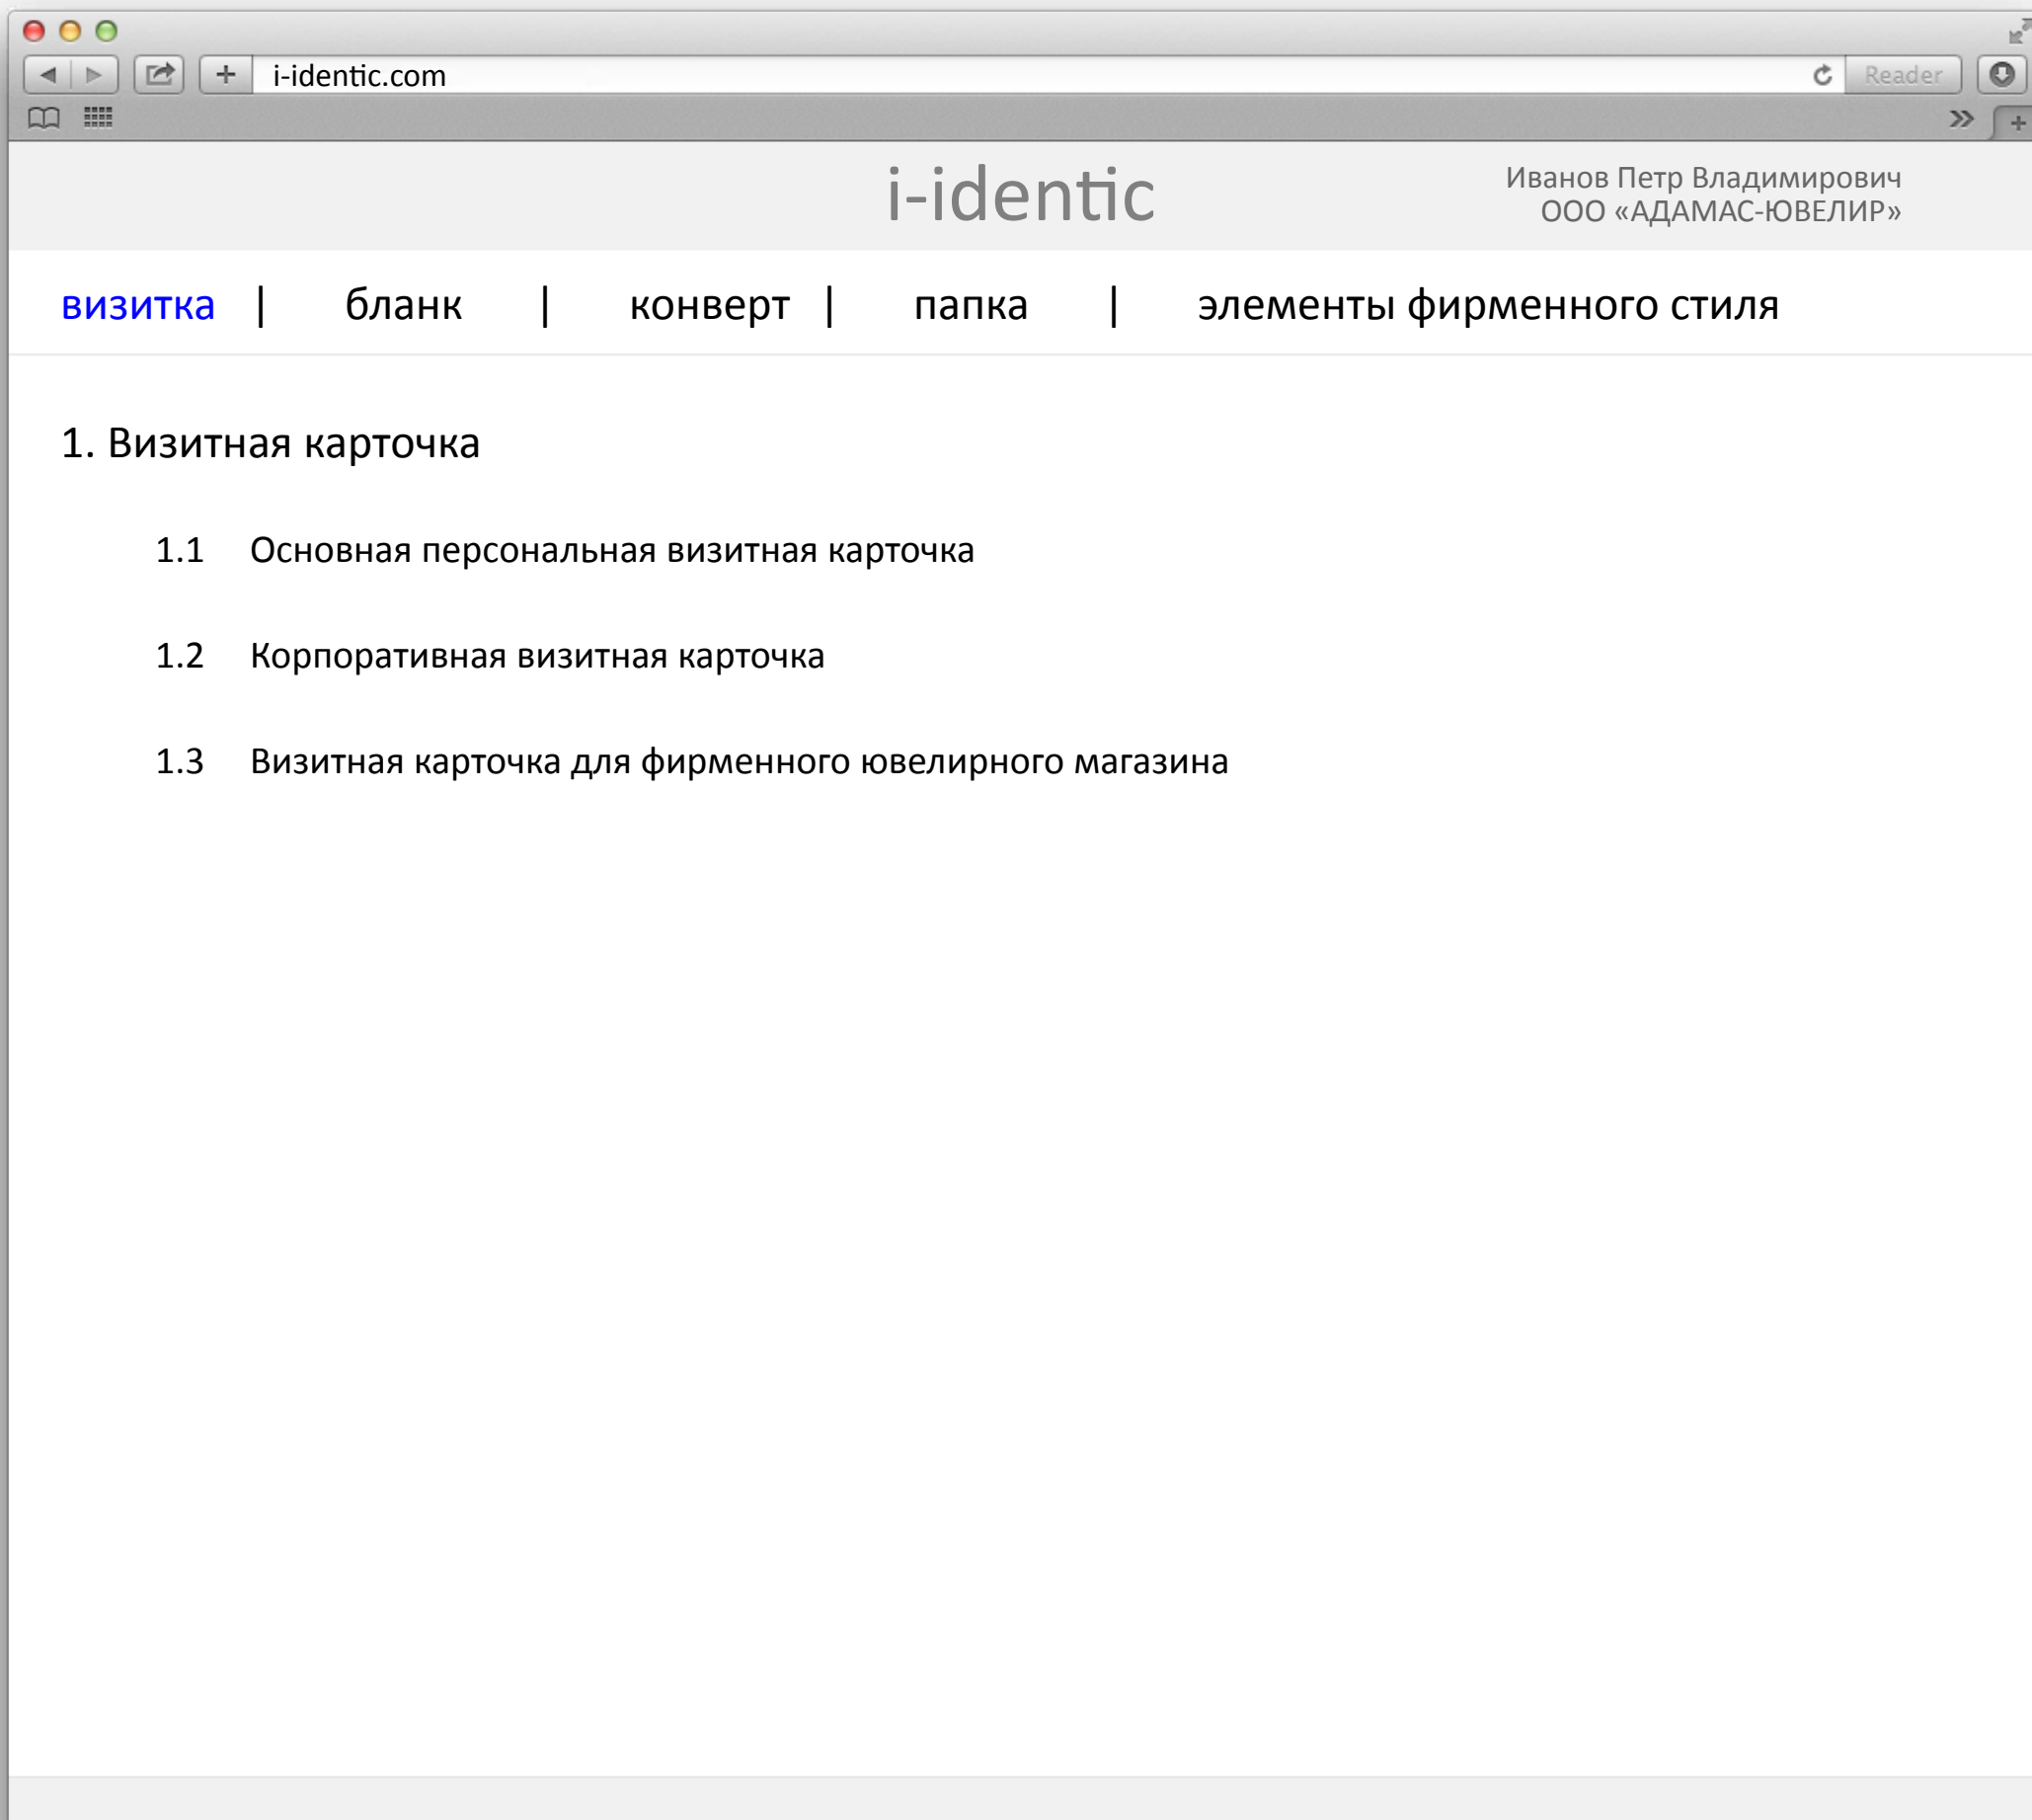 i-identic.com
Reader
i-identic
Иванов Петр Владимирович
ООО «АДАМАС-ЮВЕЛИР»
визитка | бланк | конверт | папка | элементы фирменного стиля
1. Визитная карточка
1.1 Основная персональная визитная карточка
1.2 Корпоративная визитная карточка
1.3 Визитная карточка для фирменного ювелирного магазина